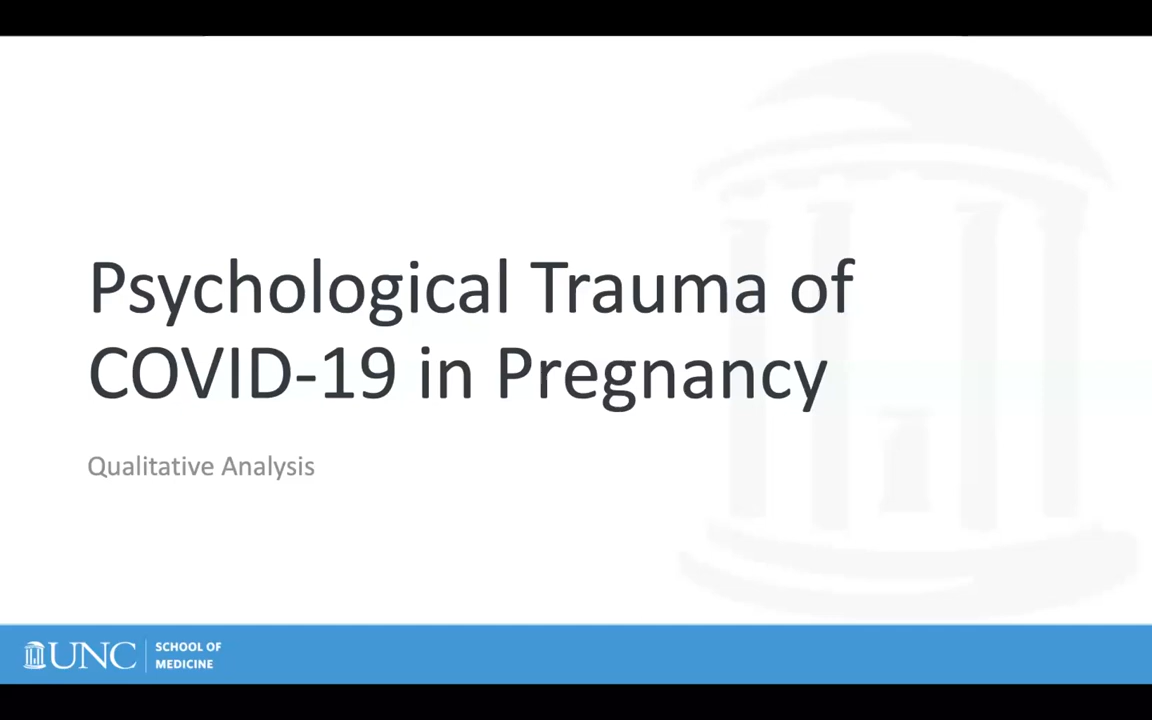 Psychological Trauma of
COVID-19 in Pregnancy
Qualitative Analysis
UNC
SCHOOL OF
MEDICINE